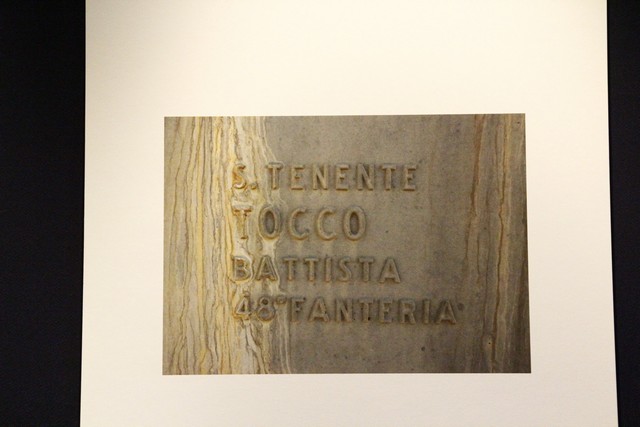 S. TENENTE
TOCCO
BATTISTA
48° FANTERIA